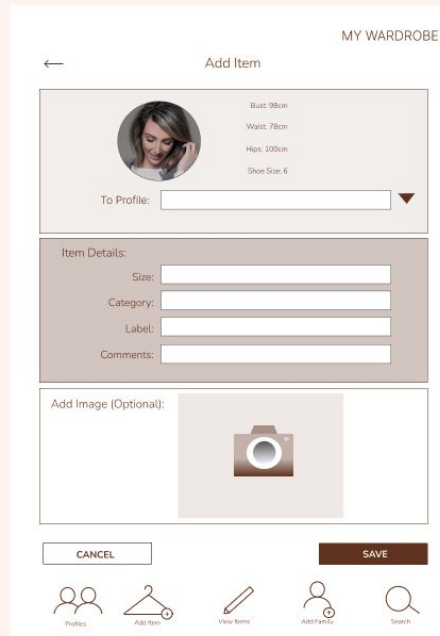 MY WARDROBE
Add Item
Bust: 98cm
Waist: 78cm
Hips: 100cm
Shoe Size: 6
To Profile:
Item Details:
Size:
Category:
Label:
Comments:
Add Image (Optional):
CANCEL
SAVE
Profiles
Add Item
View Items
Add Family
Search